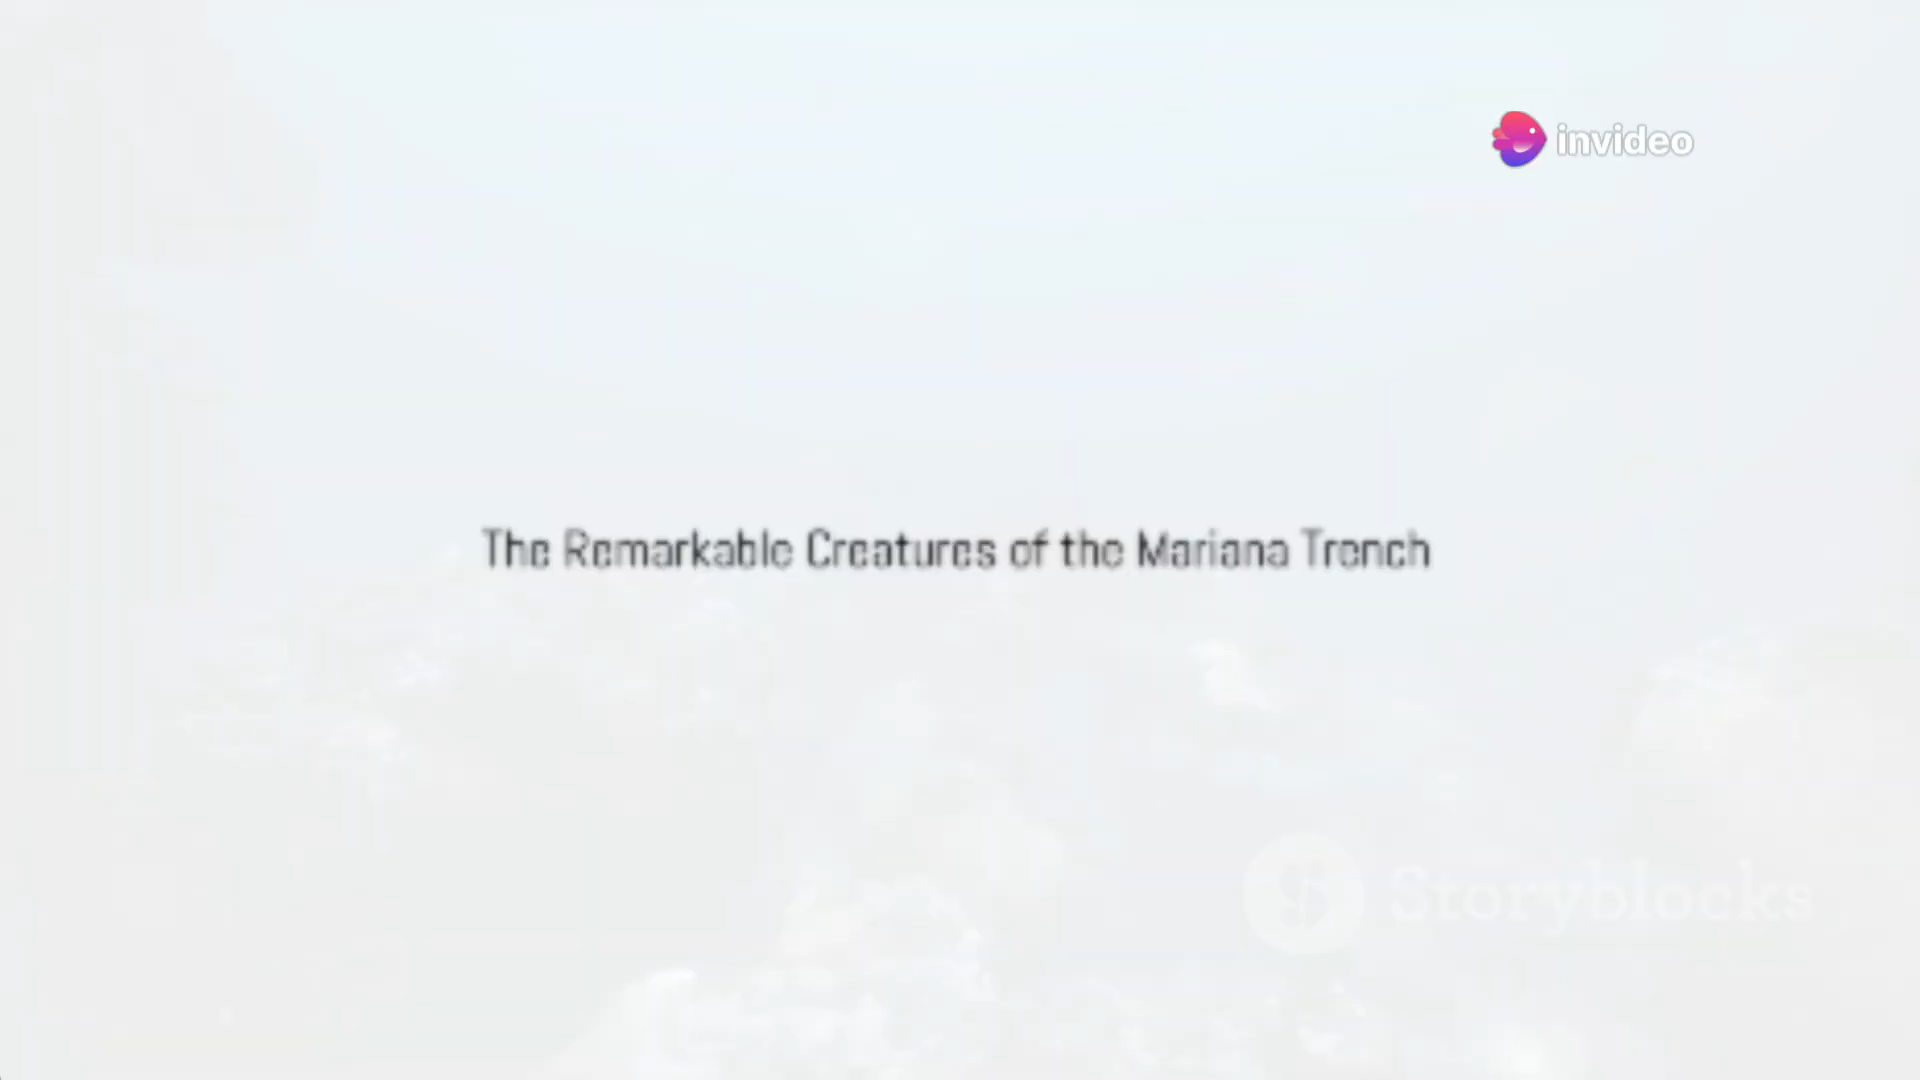 invideo
The Remarkable Creatures of the Mariana Trench
Storyblocks